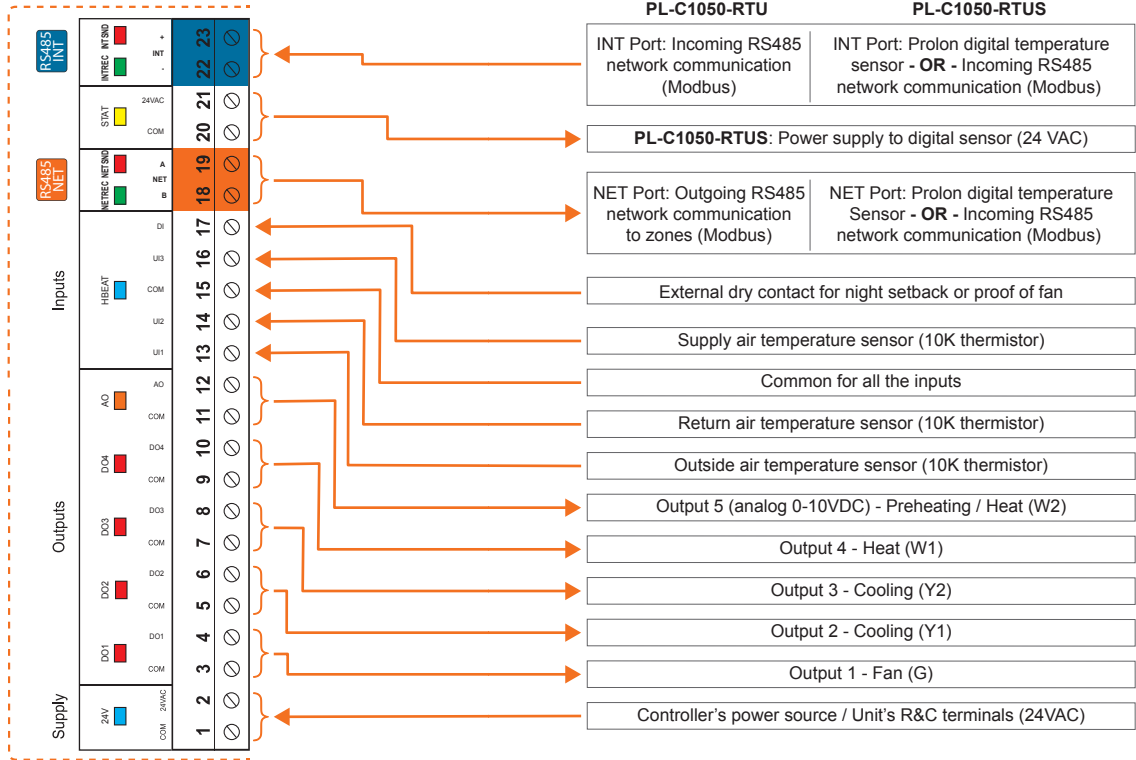 PL-C1050-RTU
PL-C1050-RTUS
RS485
INT
INTREC INTSND
+
INT
-
23
22
INT Port: Incoming RS485
network communication
(Modbus)
INT Port: Prolon digital temperature
sensor - OR - Incoming RS485
network communication (Modbus)
STAT
24VAC
COM
21
20
PL-C1050-RTUS: Power supply to digital sensor (24 VAC)
RS485
NET
NETREC NETSND
A
NET
B
19
18
NET Port: Outgoing RS485
network communication
to zones (Modbus)
NET Port: Prolon digital temperature
Sensor - OR - Incoming RS485
network communication (Modbus)
Inputs
HBEAT
DI
17
External dry contact for night setback or proof of fan
UI3
16
Supply air temperature sensor (10K thermistor)
COM
15
Common for all the inputs
UI2
14
Return air temperature sensor (10K thermistor)
UI1
13
Outside air temperature sensor (10K thermistor)
Outputs
AO
AO
COM
12
11
Output 5 (analog 0-10VDC) - Preheating / Heat (W2)
DO4
DO4
COM
10
9
Output 4 - Heat (W1)
DO3
DO3
COM
8
7
Output 3 - Cooling (Y2)
DO2
DO2
COM
6
5
Output 2 - Cooling (Y1)
DO1
DO1
COM
4
3
Output 1 - Fan (G)
Supply
24V
COM 24VAC
2
1
Controller's power source / Unit's R&C terminals (24VAC)